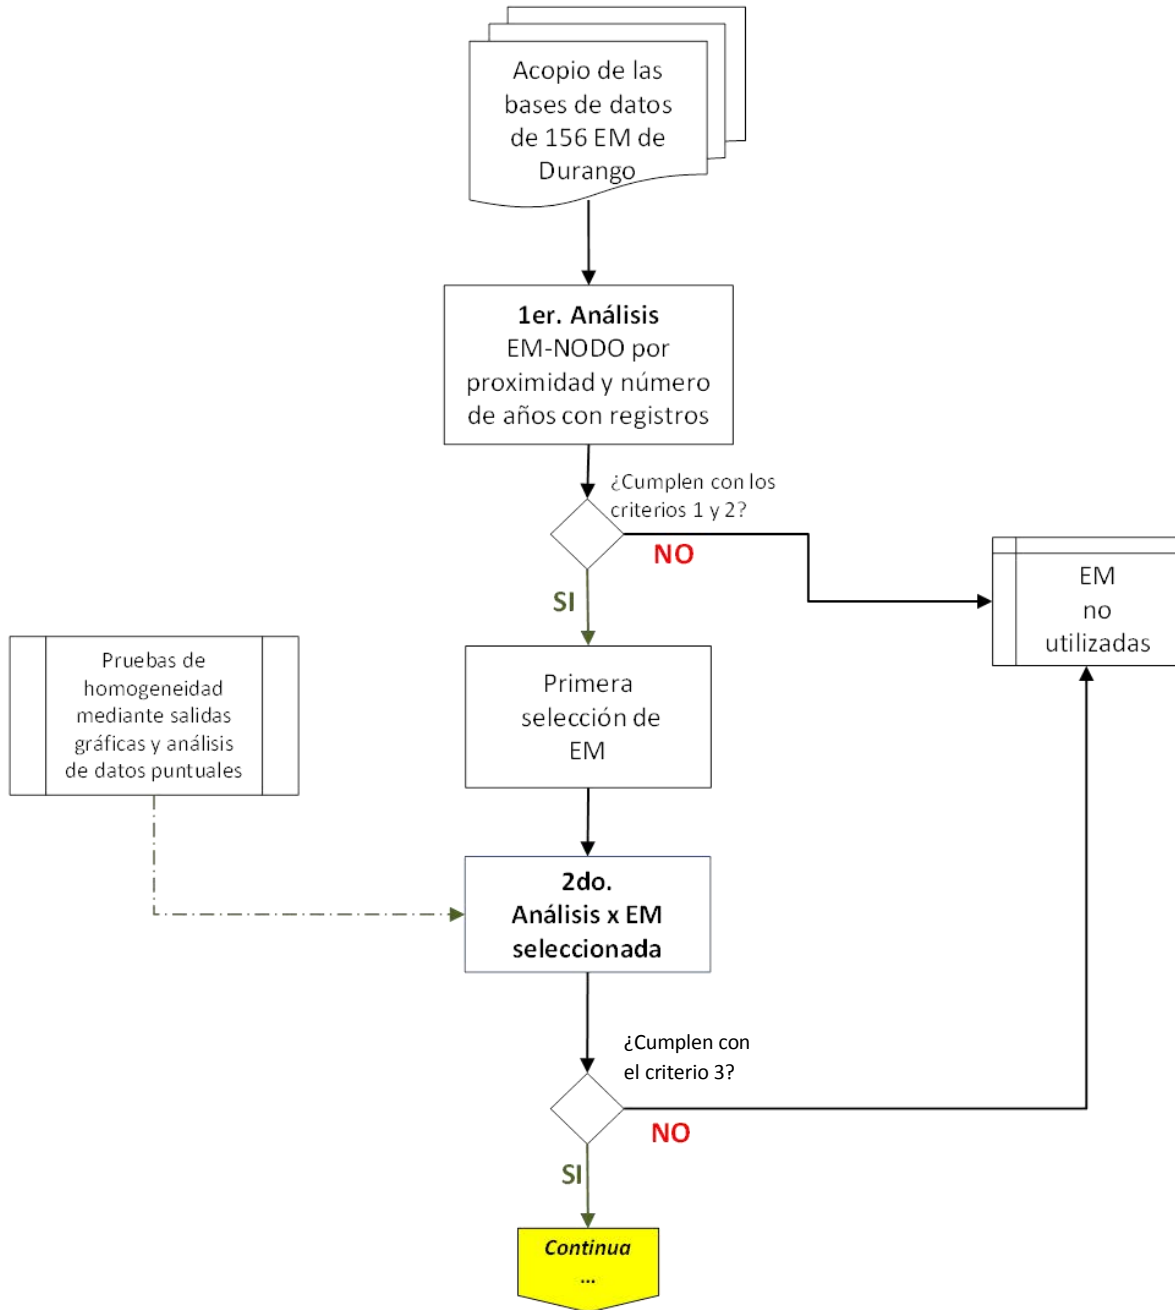 Acopio de las
bases de datos
de 156 EM de
Durango
1er. Análisis
EM-NODO por
proximidad y número
de años con registros
¿Cumplen con los
criterios 1 y 2?
NO
SI
EM
no
utilizadas
Pruebas de
homogeneidad
mediante salidas
gráficas y análisis
de datos puntuales
Primera
selección de
EM
2do.
Análisis x EM
seleccionada
¿Cumplen con
el criterio 3?
NO
SI
Continua
...